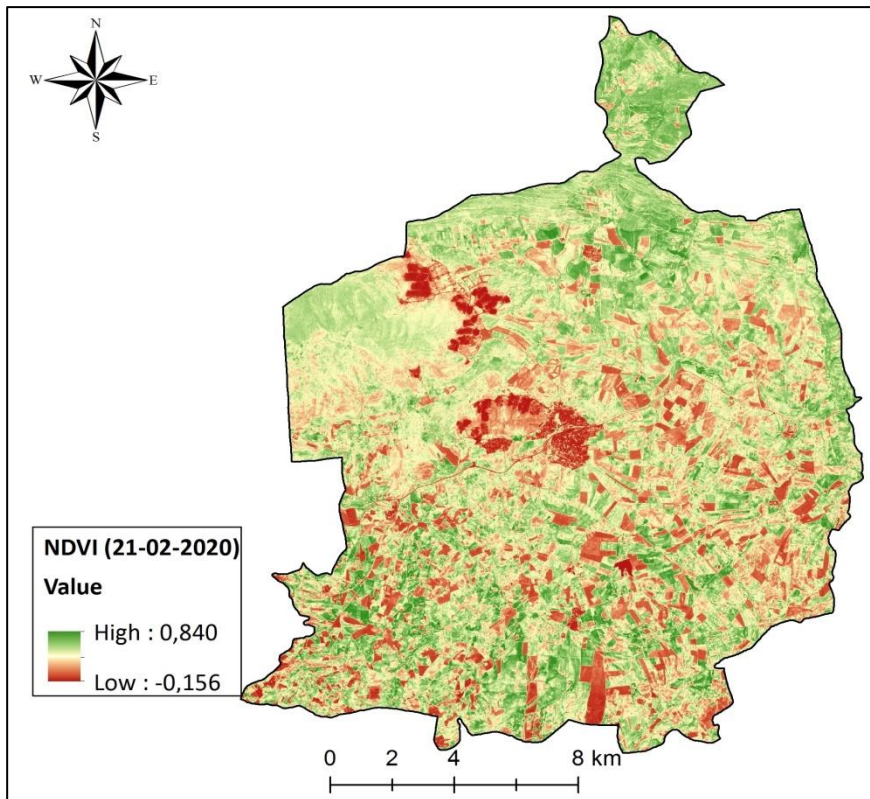 N
W E
S
NDVI (21-02-2020)
Value
High : 0,840
Low : -0,156
0 2 4 8 km